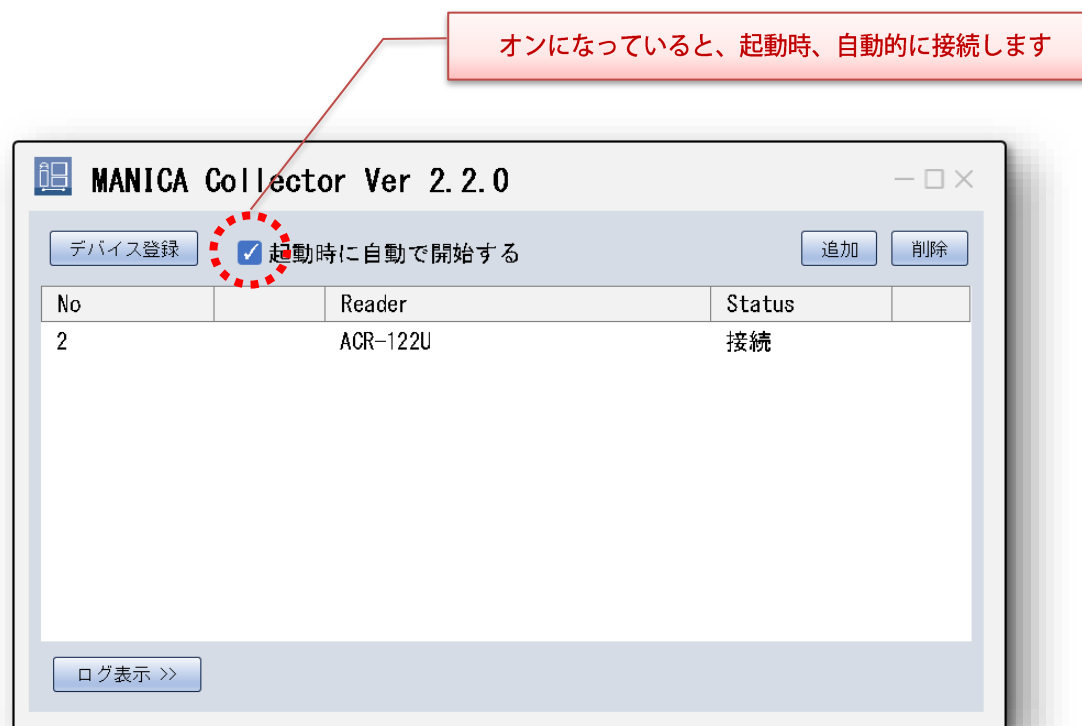 オンになっていると、起動時、自動的に接続します
MANICA Collector Ver 2.2.0
デバイス登録 起動時に自動で開始する 追加 削除
No Reader Status
2 ACR-122U 接続
ログ表示 >>